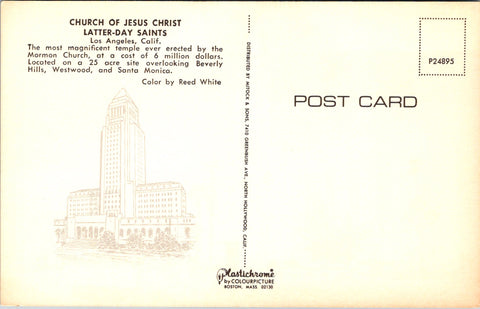 CHURCH OF JESUS CHRIST
LATTER-DAY SAINTS
Los Angeles, Calif.
The most magnificent temple ever erected by the
Mormon Church, at a cost of 6 million dollars.
Located on a 25 acre site overlooking Beverly
Hills, Westwood, and Santa Monica.
Color by Reed White
DISTRIBUTED BY MITOCK & SONS, 7410 GREENBUSH AVE., NORTH HOLLYWOOD, CALIF.
P24895
POST CARD
Plastichrome
by COLOURPICTURE
BOSTON, MASS. 02130